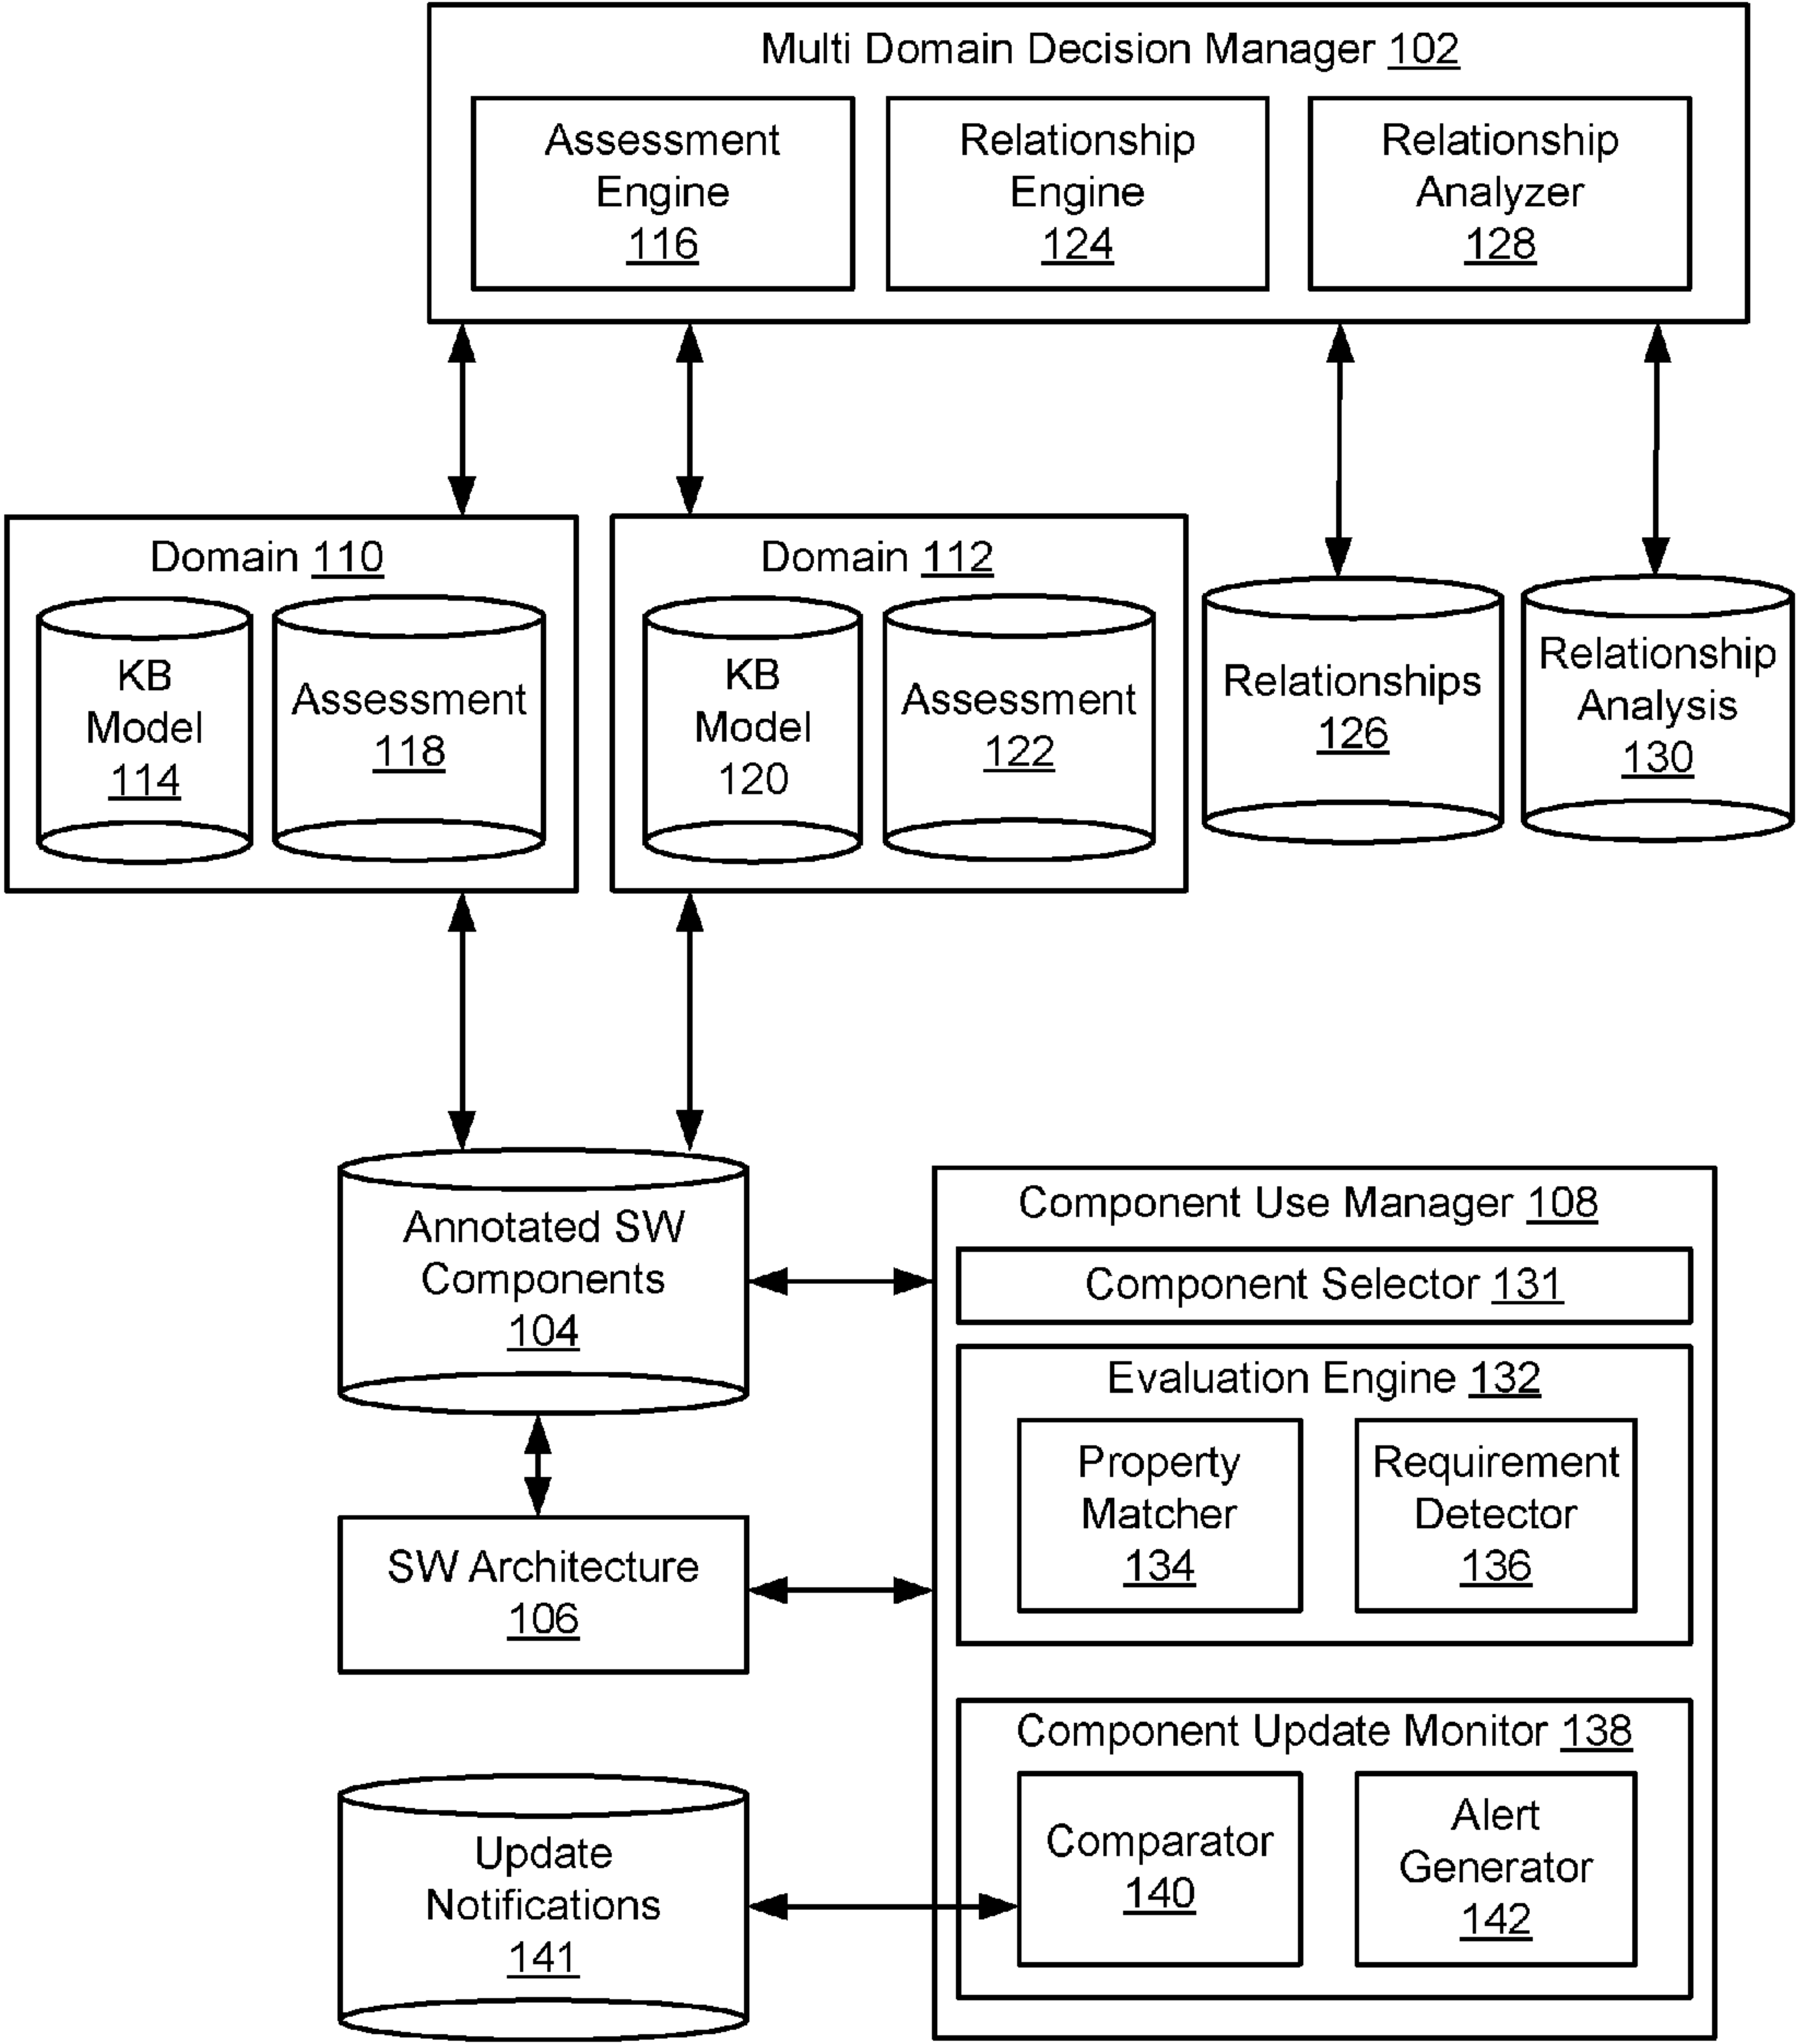 Multi Domain Decision Manager 102
Assessment
Engine
116
Relationship
Engine
124
Relationship
Analyzer
128
Domain 110
KB
Model
114
Assessment
118
Domain 112
KB
Model
120
Assessment
122
Relationships
126
Relationship
Analysis
130
Annotated SW
Components
104
Component Use Manager 108
Component Selector 131
Evaluation Engine 132
Property
Matcher
134
Requirement
Detector
136
SW Architecture
106
Component Update Monitor 138
Comparator
140
Alert
Generator
142
Update
Notifications
141